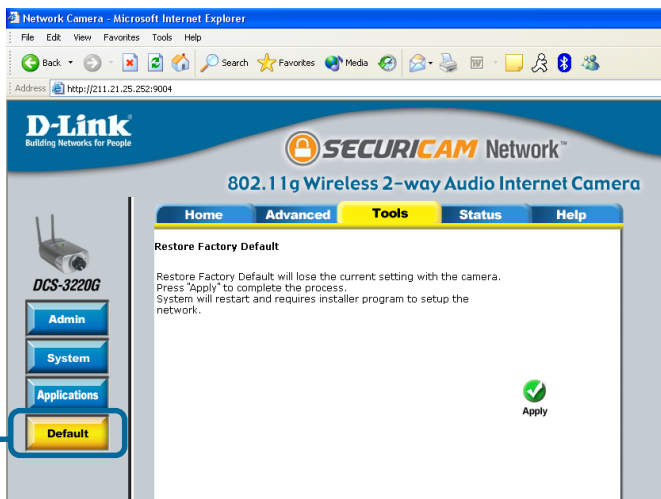 Network Camera - Microsoft Internet Explorer
File Edit View Favorites Tools Help
Back Search Favorites Media
Address http://211.21.25.252:9004
D-Link
Building Networks for People
SECURICAM Network™
802.11g Wireless 2-way Audio Internet Camera
Home Advanced Tools Status Help
DCS-3220G
Admin
System
Applications
Default
Restore Factory Default
Restore Factory Default will lose the current setting with the camera.
Press "Apply" to complete the process.
System will restart and requires installer program to setup the
network.
Apply